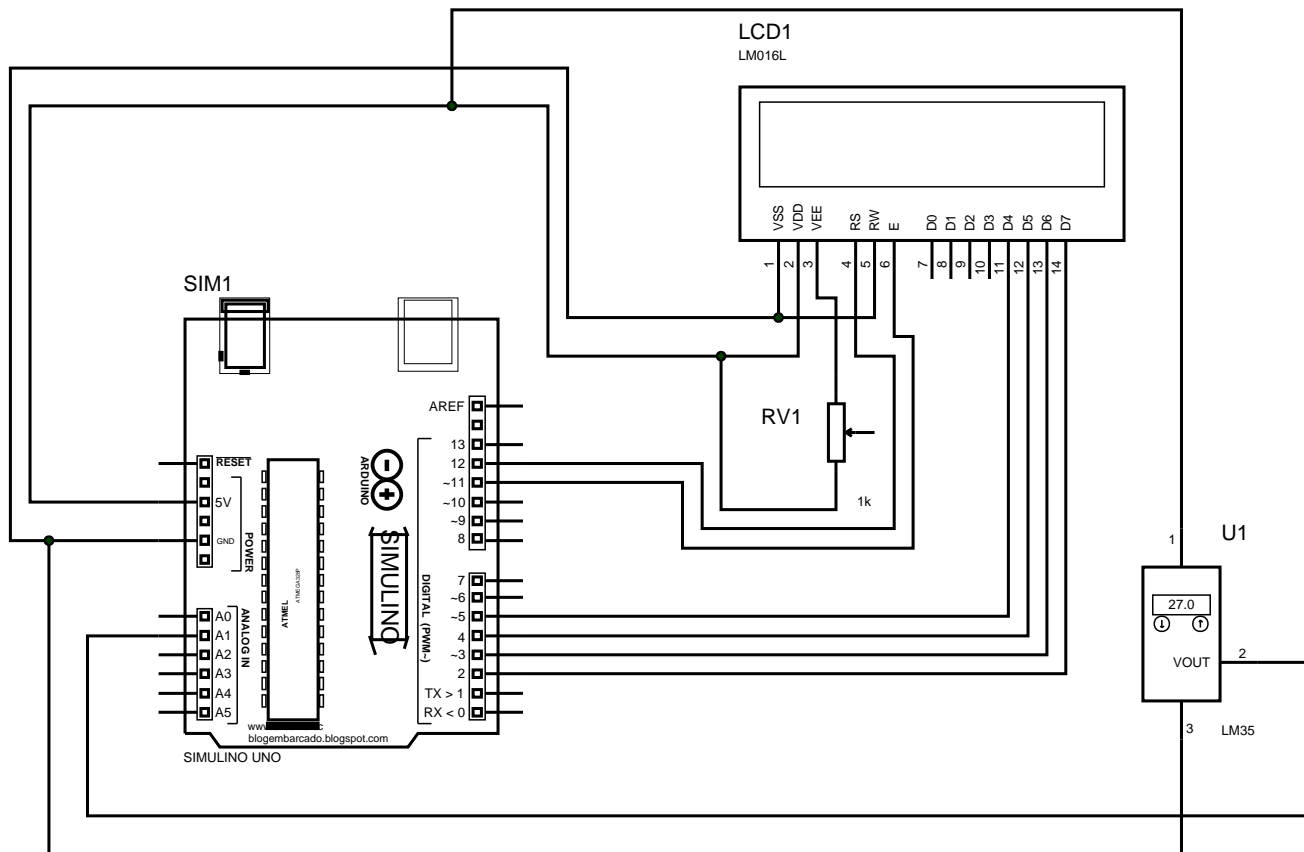 LCD1
LM016L
VSS
VDD
VEE
RS
RW
E
D0
D1
D2
D3
D4
D5
D6
D7
1
2
3
4
5
6
7
8
9
10
11
12
13
14
SIM1
AREF
13
12
~11
~10
~9
8
RESET
5V
GND
POWER
ARDUINO
SIMULINO
ATMEL
ATMEGA328P
DIGITAL (PWM~)
7
~6
~5
4
~3
2
TX > 1
RX < 0
A0
A1
A2
A3
A4
A5
ANALOG IN
blogembarcado.blogspot.com
SIMULINO UNO
RV1
1k
U1
1
27.0
VOUT
2
3
LM35